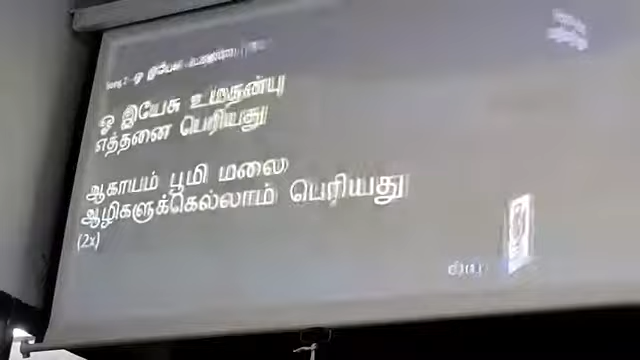 ஓ இயேசு உமதன்பு
எத்தனை பெரியது
ஆகாயம் பூமி மலை
ஆழிகளுக்கெல்லாம் பெரியது
(2x)